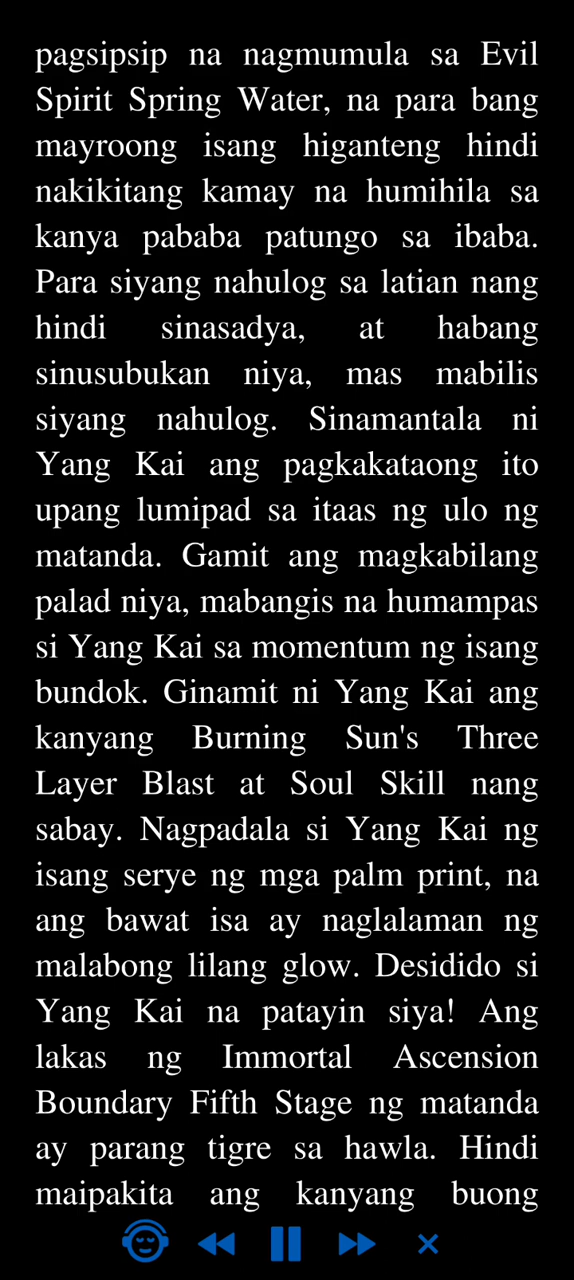 pagsipsip na nagmumula sa Evil
Spirit Spring Water, na para bang
mayroong isang higanteng hindi
nakikitang kamay na humihila sa
kanya pababa patungo sa ibaba.
Para siyang nahulog sa latian nang
hindi sinasadya, at habang
sinusubukan niya, mas mabilis
siyang nahulog. Sinamantala ni
Yang Kai ang pagkakataong ito
upang lumipad sa itaas ng ulo ng
matanda. Gamit ang magkabilang
palad niya, mabangis na humampas
si Yang Kai sa momentum ng isang
bundok. Ginamit ni Yang Kai ang
kanyang Burning Sun's Three
Layer Blast at Soul Skill nang
sabay. Nagpadala si Yang Kai ng
isang serye ng mga palm print, na
ang bawat isa ay naglalaman ng
malabong lilang glow. Desidido si
Yang Kai na patayin siya! Ang
lakas ng Immortal Ascension
Boundary Fifth Stage ng matanda
ay parang tigre sa hawla. Hindi
maipakita ang kanyang buong